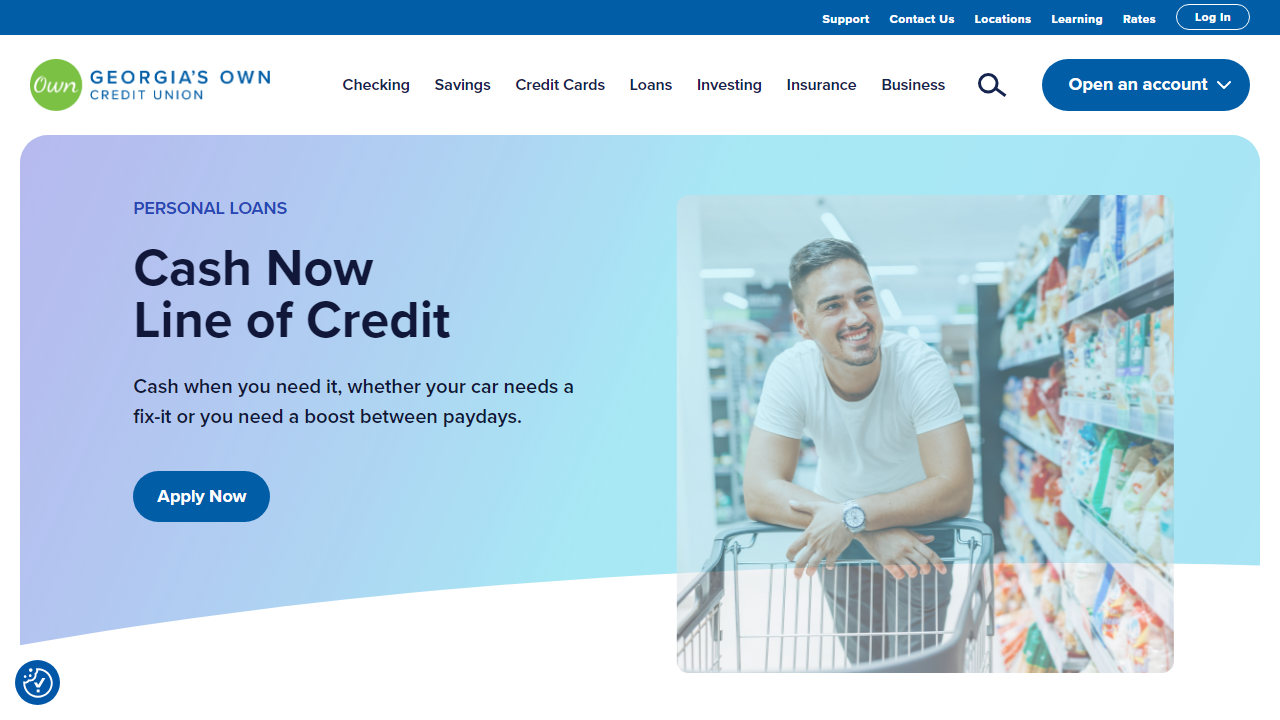 Support Contact Us Locations Learning Rates Log In
Own GEORGIA'S OWN
CREDIT UNION
Checking Savings Credit Cards Loans Investing Insurance Business Open an account
PERSONAL LOANS
Cash Now
Line of Credit
Cash when you need it, whether your car needs a
fix-it or you need a boost between paydays.
Apply Now